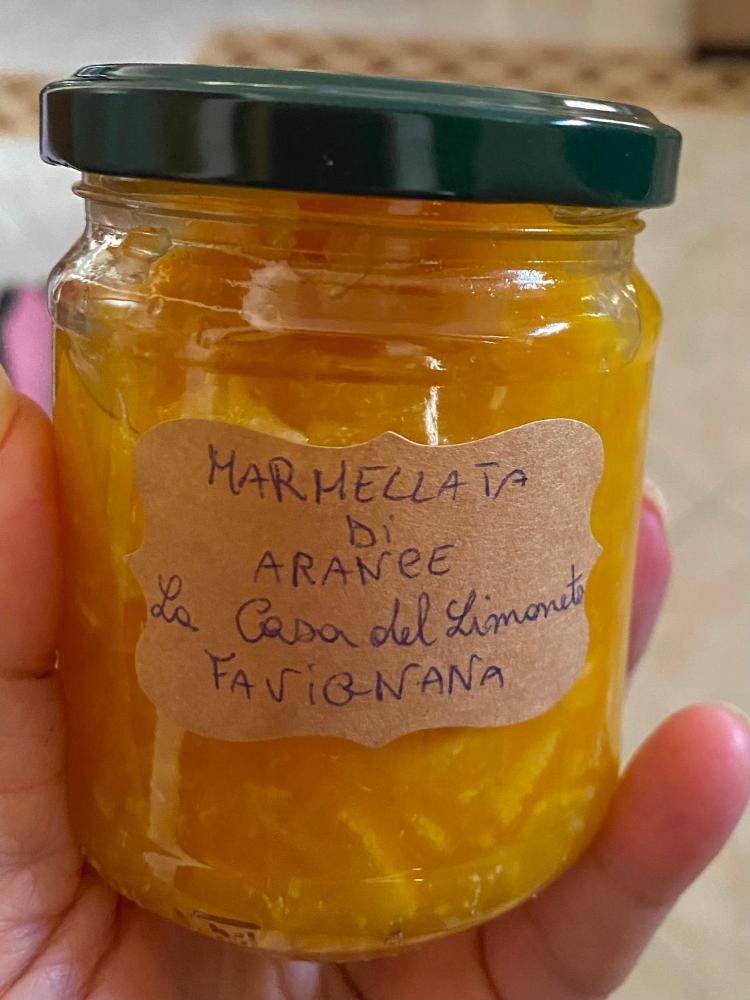 MARMELLATA
Di
ARANCE
La Casa del Limoneto
FAViGNANA